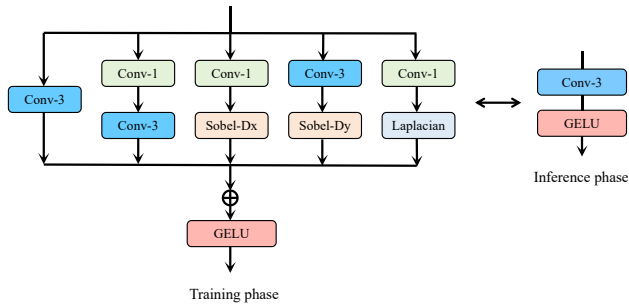 Conv-1
Conv-1
Conv-3
Conv-1
Conv-3
Conv-3
Sobel-Dx
Sobel-Dy
Laplacian
GELU
Training phase
Conv-3
GELU
Inference phase